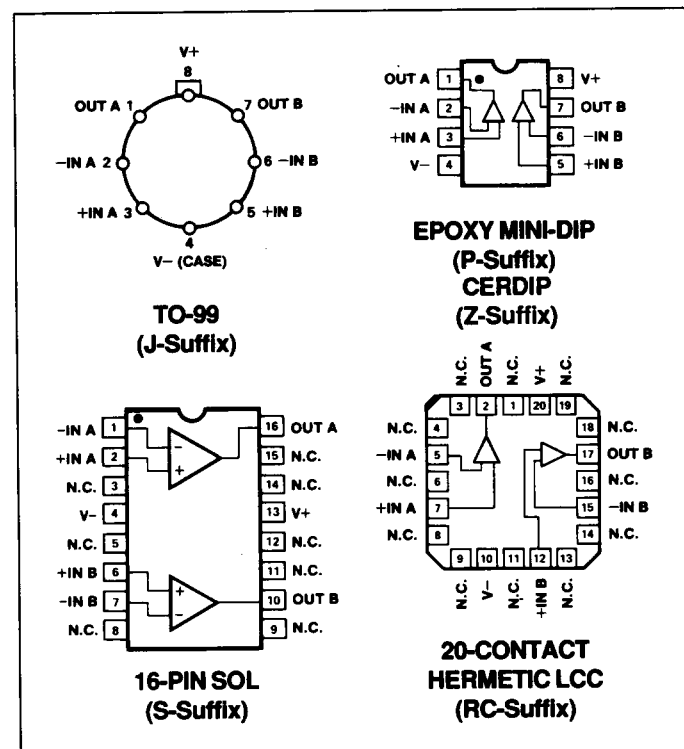 V+
8
OUT A 1
7 OUT B
−IN A 2
6 −IN B
+IN A 3
5 +IN B
4
V− (CASE)
TO-99
(J-Suffix)
OUT A 1
8 V+
−IN A 2
7 OUT B
+IN A 3
6 −IN B
V− 4
5 +IN B
EPOXY MINI-DIP
(P-Suffix)
CERDIP
(Z-Suffix)
−IN A 1
16 OUT A
− +
+IN A 2
15 N.C.
N.C. 3
14 N.C.
V− 4
13 V+
N.C. 5
12 N.C.
+IN B 6
11 N.C.
+ −
−IN B 7
10 OUT B
N.C. 8
9 N.C.
16-PIN SOL
(S-Suffix)
N.C. OUT A N.C. V+ N.C.
3 2 1 20 19
N.C. 4
18 N.C.
−IN A 5
17 OUT B
N.C. 6
16 N.C.
+IN A 7
15 −IN B
N.C. 8
14 N.C.
9 10 11 12 13
N.C. V− N.C. +IN B N.C.
20-CONTACT
HERMETIC LCC
(RC-Suffix)